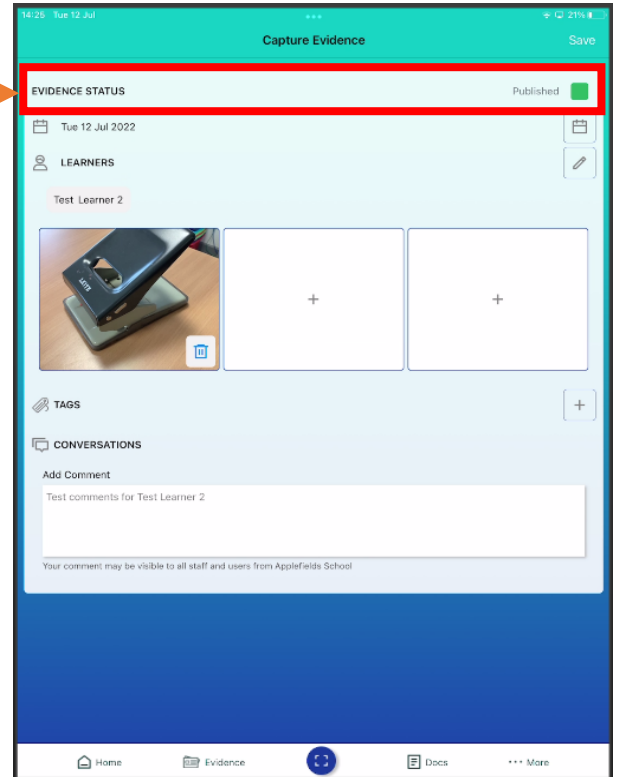 14:25 Tue 12 Jul 21%
Capture Evidence Save
EVIDENCE STATUS Published
Tue 12 Jul 2022
LEARNERS
Test Learner 2
LEITZ
+ +
TAGS +
CONVERSATIONS
Add Comment
Test comments for Test Learner 2
Your comment may be visible to all staff and users from Applefields School
Home Evidence Docs More